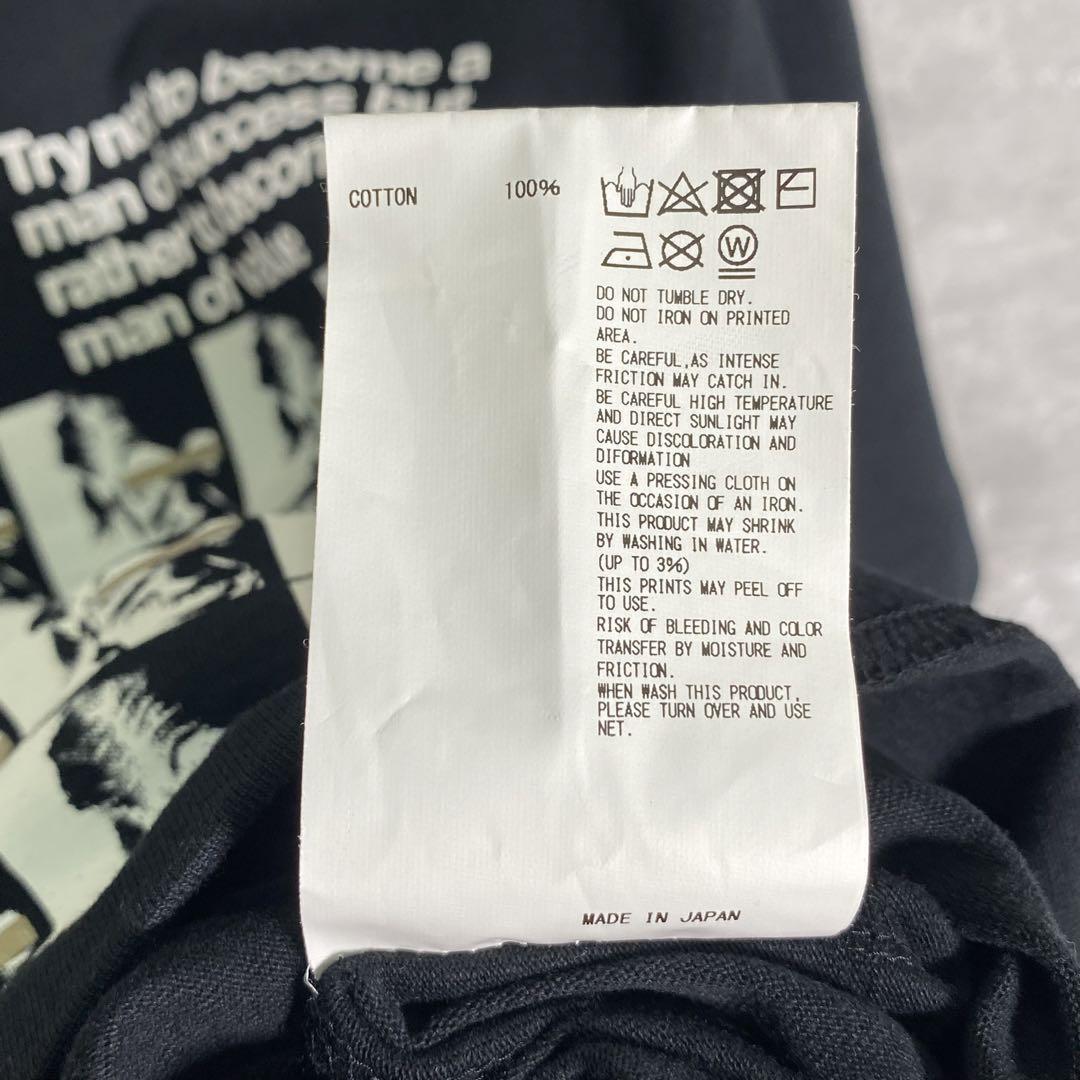 Try not to become a
man of success but
rather to become
man of value
COTTON 100%
W
DO NOT TUMBLE DRY.
DO NOT IRON ON PRINTED
AREA.
BE CAREFUL,AS INTENSE
FRICTION MAY CATCH IN.
BE CAREFUL HIGH TEMPERATURE
AND DIRECT SUNLIGHT MAY
CAUSE DISCOLORATION AND
DIFORMATION
USE A PRESSING CLOTH ON
THE OCCASION OF AN IRON.
THIS PRODUCT MAY SHRINK
BY WASHING IN WATER.
(UP TO 3%)
THIS PRINTS MAY PEEL OFF
TO USE.
RISK OF BLEEDING AND COLOR
TRANSFER BY MOISTURE AND
FRICTION.
WHEN WASH THIS PRODUCT,
PLEASE TURN OVER AND USE
NET.
MADE IN JAPAN